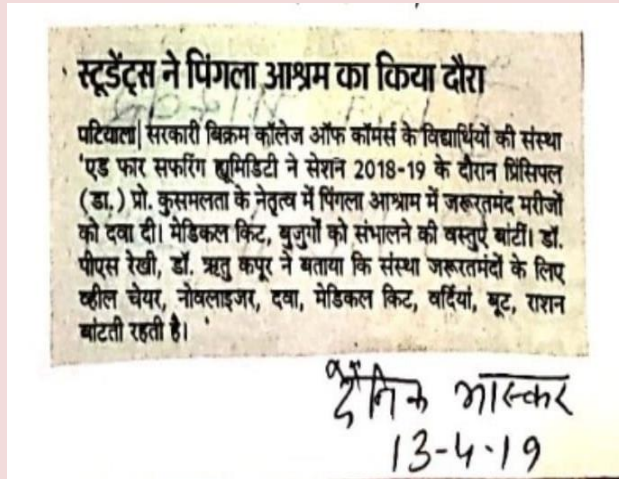 स्टूडेंट्स ने पिंगला आश्रम का किया दौरा
पटियाला| सरकारी बिक्रम कॉलेज ऑफ कॉमर्स के विद्यार्थियों की संस्था
'एड फार सफरिंग ह्यूमिडिटी ने सेशन 2018-19 के दौरान प्रिंसिपल
(डा.) प्रो. कुसमलता के नेतृत्व में पिंगला आश्राम में जरूरतमंद मरीजों
को दवा दी। मेडिकल किट, बुजुर्गो को संभालने की वस्तुएं बांटीं। डॉ.
पीएस रेखी, डॉ. ऋतु कपूर ने बताया कि संस्था जरूरतमंदों के लिए
व्हील चेयर, नोवलाइजर, दवा, मेडिकल किट, वर्दियां, बूट, राशन
बांटती रहती है।
दैनिक भास्कर
13-4-19